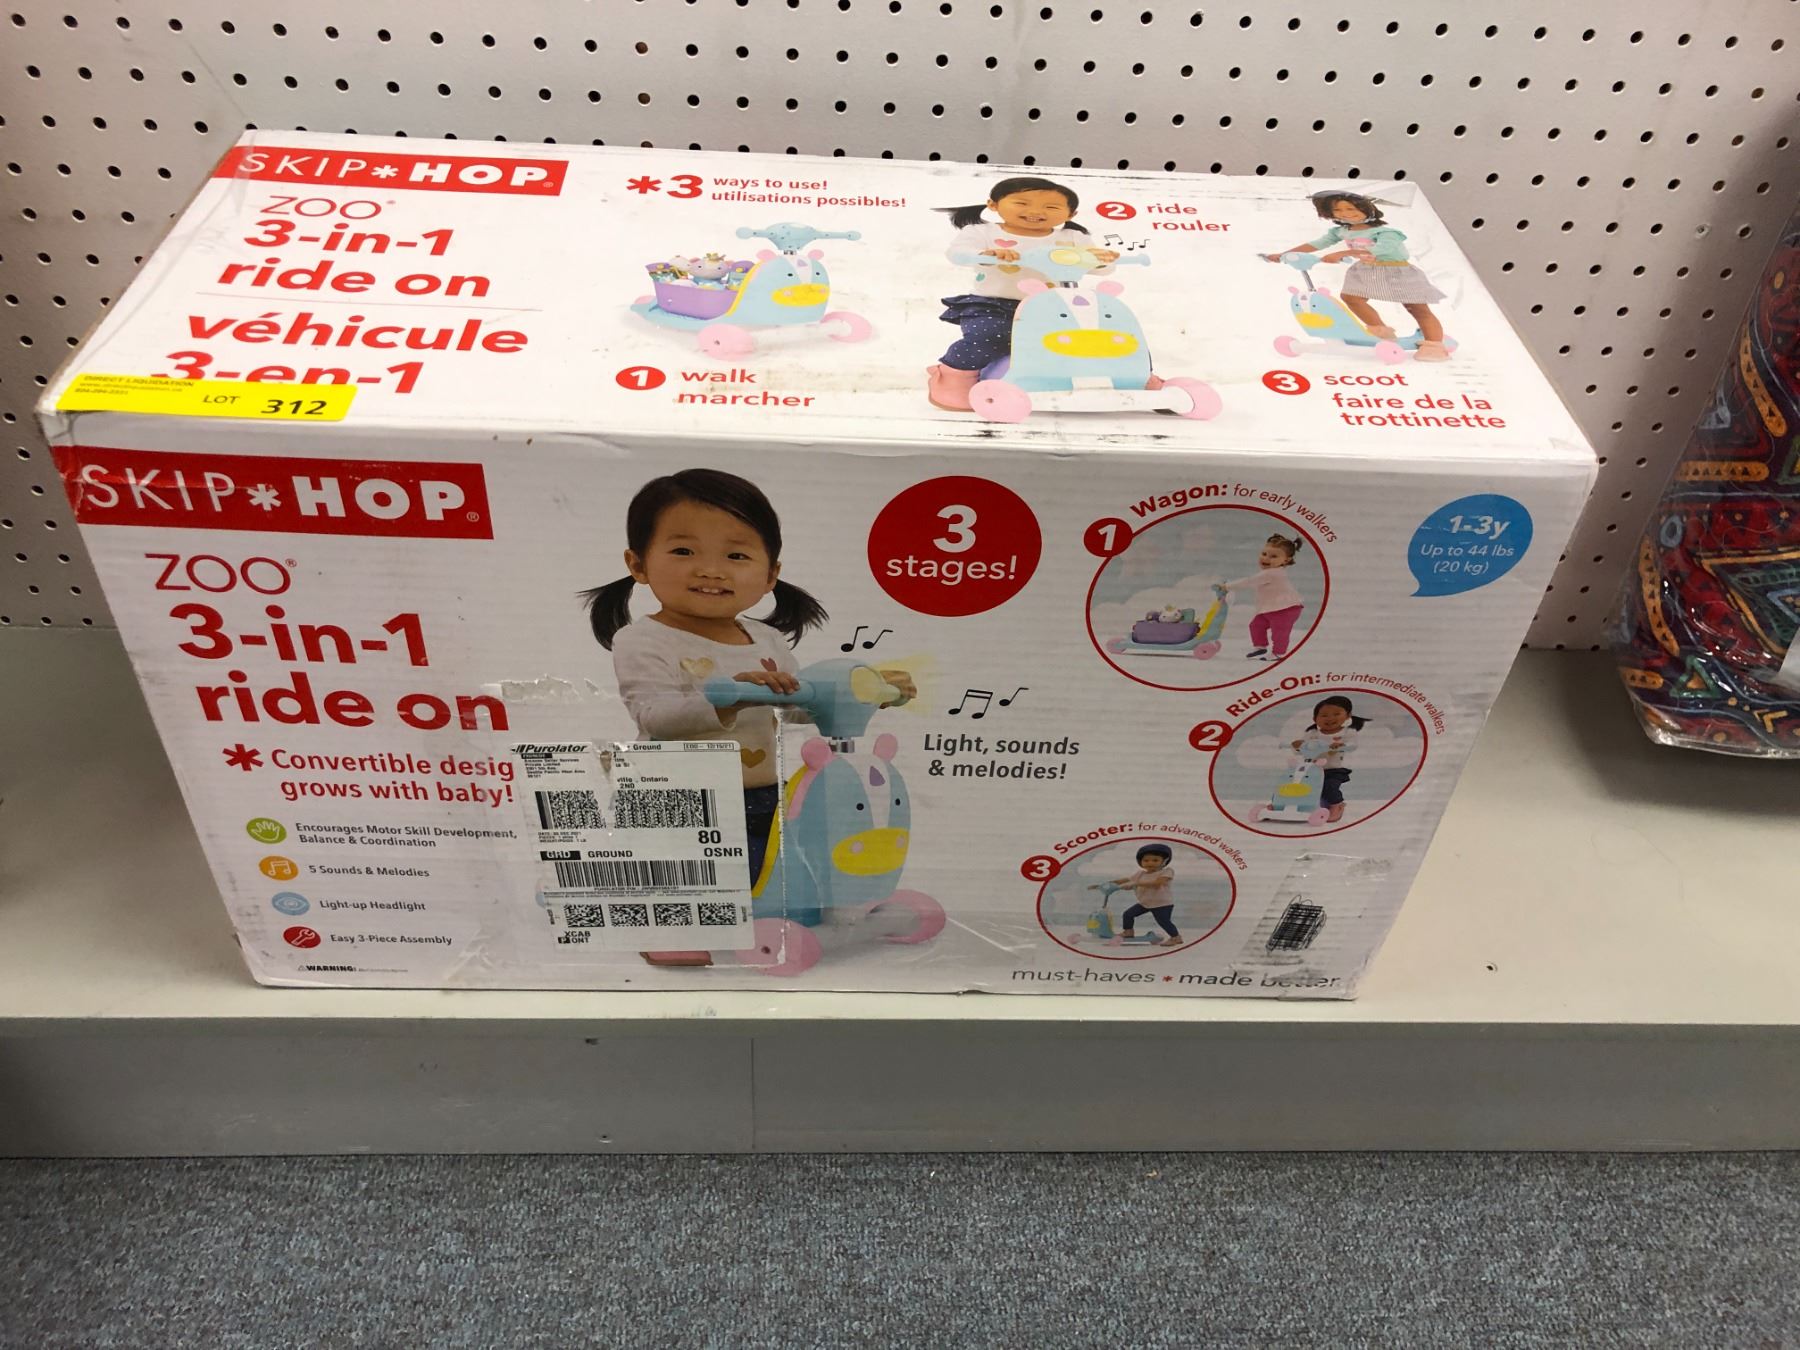 SKIP*HOP®
ZOO®
3-in-1
ride on
véhicule
3-en-1
DIRECT LIQUIDATION
LOT 312
*3 ways to use!
utilisations possibles!
1 walk
marcher
2 ride
rouler
3 scoot
faire de la
trottinette
SKIP*HOP®
ZOO®
3-in-1
ride on
* Convertible desig
grows with baby!
Encourages Motor Skill Development,
Balance & Coordination
5 Sounds & Melodies
Light-up Headlight
Easy 3-Piece Assembly
WARNING:
Purolator
Ground
Ontario
2ND
80
OSNR
GRD GROUND
XCAB
P ONT
3
stages!
Light, sounds
& melodies!
1 Wagon: for early walkers
2 Ride-On: for intermediate walkers
3 Scooter: for advanced walkers
1-3y
Up to 44 lbs
(20 kg)
must-haves * made better